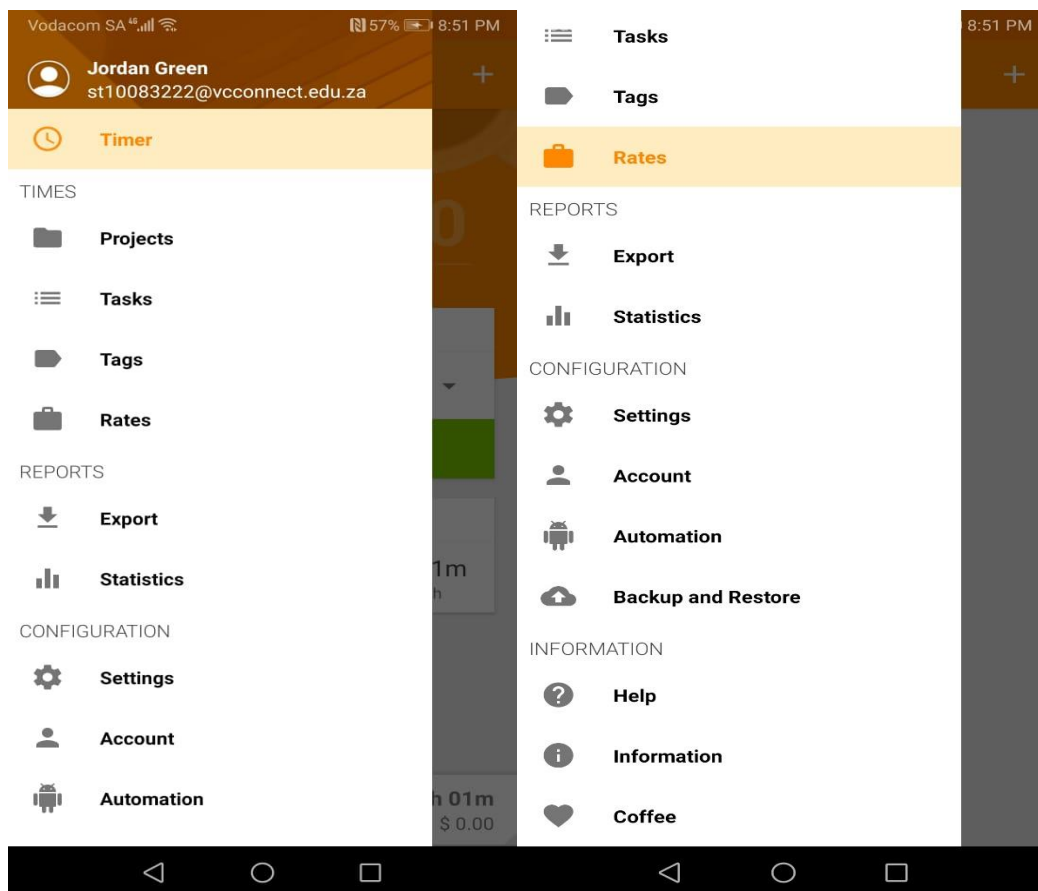 Vodacom SA 4G 57% 8:51 PM
Jordan Green
st10083222@vcconnect.edu.za
Timer
TIMES
Projects
Tasks
Tags
Rates
REPORTS
Export
Statistics
CONFIGURATION
Settings
Account
Automation
0
1m
h
h 01m
$ 0.00
8:51 PM
Tasks
Tags
Rates
REPORTS
Export
Statistics
CONFIGURATION
Settings
Account
Automation
Backup and Restore
INFORMATION
Help
Information
Coffee